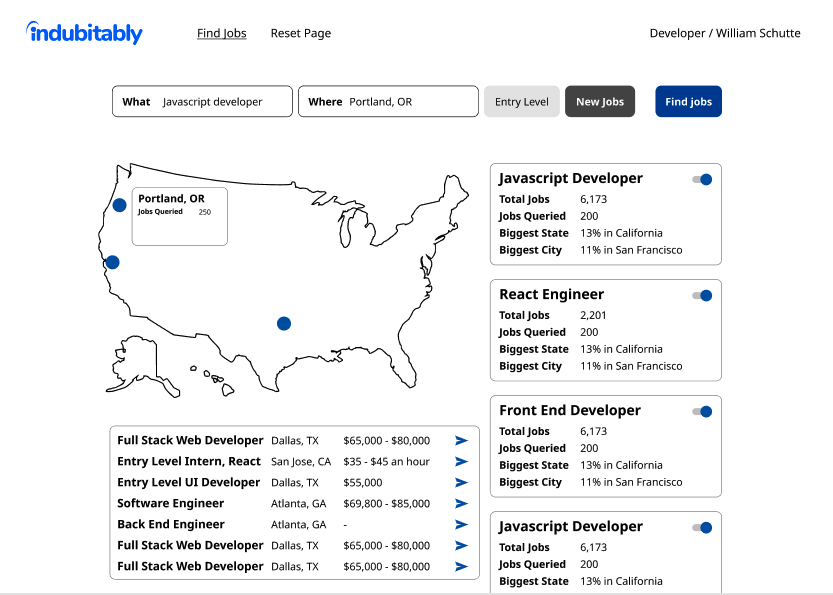 indubitably Find Jobs Reset Page Developer / William Schutte
What Javascript developer Where Portland, OR Entry Level New Jobs Find jobs
Portland, OR
Jobs Queried 250
Javascript Developer
Total Jobs 6,173
Jobs Queried 200
Biggest State 13% in California
Biggest City 11% in San Francisco
React Engineer
Total Jobs 2,201
Jobs Queried 200
Biggest State 13% in California
Biggest City 11% in San Francisco
Front End Developer
Total Jobs 6,173
Jobs Queried 200
Biggest State 13% in California
Biggest City 11% in San Francisco
Javascript Developer
Total Jobs 6,173
Jobs Queried 200
Biggest State 13% in California
Full Stack Web Developer Dallas, TX $65,000 - $80,000
Entry Level Intern, React San Jose, CA $35 - $45 an hour
Entry Level UI Developer Dallas, TX $55,000
Software Engineer Atlanta, GA $69,800 - $85,000
Back End Engineer Atlanta, GA -
Full Stack Web Developer Dallas, TX $65,000 - $80,000
Full Stack Web Developer Dallas, TX $65,000 - $80,000